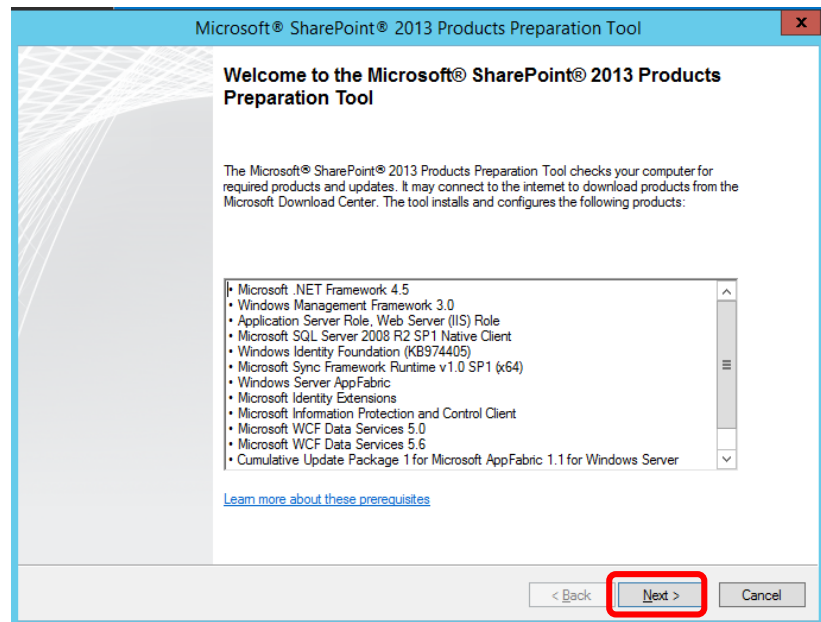 Microsoft® SharePoint® 2013 Products Preparation Tool
x
Welcome to the Microsoft® SharePoint® 2013 Products
Preparation Tool
The Microsoft® SharePoint® 2013 Products Preparation Tool checks your computer for
required products and updates. It may connect to the internet to download products from the
Microsoft Download Center. The tool installs and configures the following products:
• Microsoft .NET Framework 4.5
• Windows Management Framework 3.0
• Application Server Role, Web Server (IIS) Role
• Microsoft SQL Server 2008 R2 SP1 Native Client
• Windows Identity Foundation (KB974405)
• Microsoft Sync Framework Runtime v1.0 SP1 (x64)
• Windows Server AppFabric
• Microsoft Identity Extensions
• Microsoft Information Protection and Control Client
• Microsoft WCF Data Services 5.0
• Microsoft WCF Data Services 5.6
• Cumulative Update Package 1 for Microsoft AppFabric 1.1 for Windows Server
Learn more about these prerequisites
< Back
Next >
Cancel